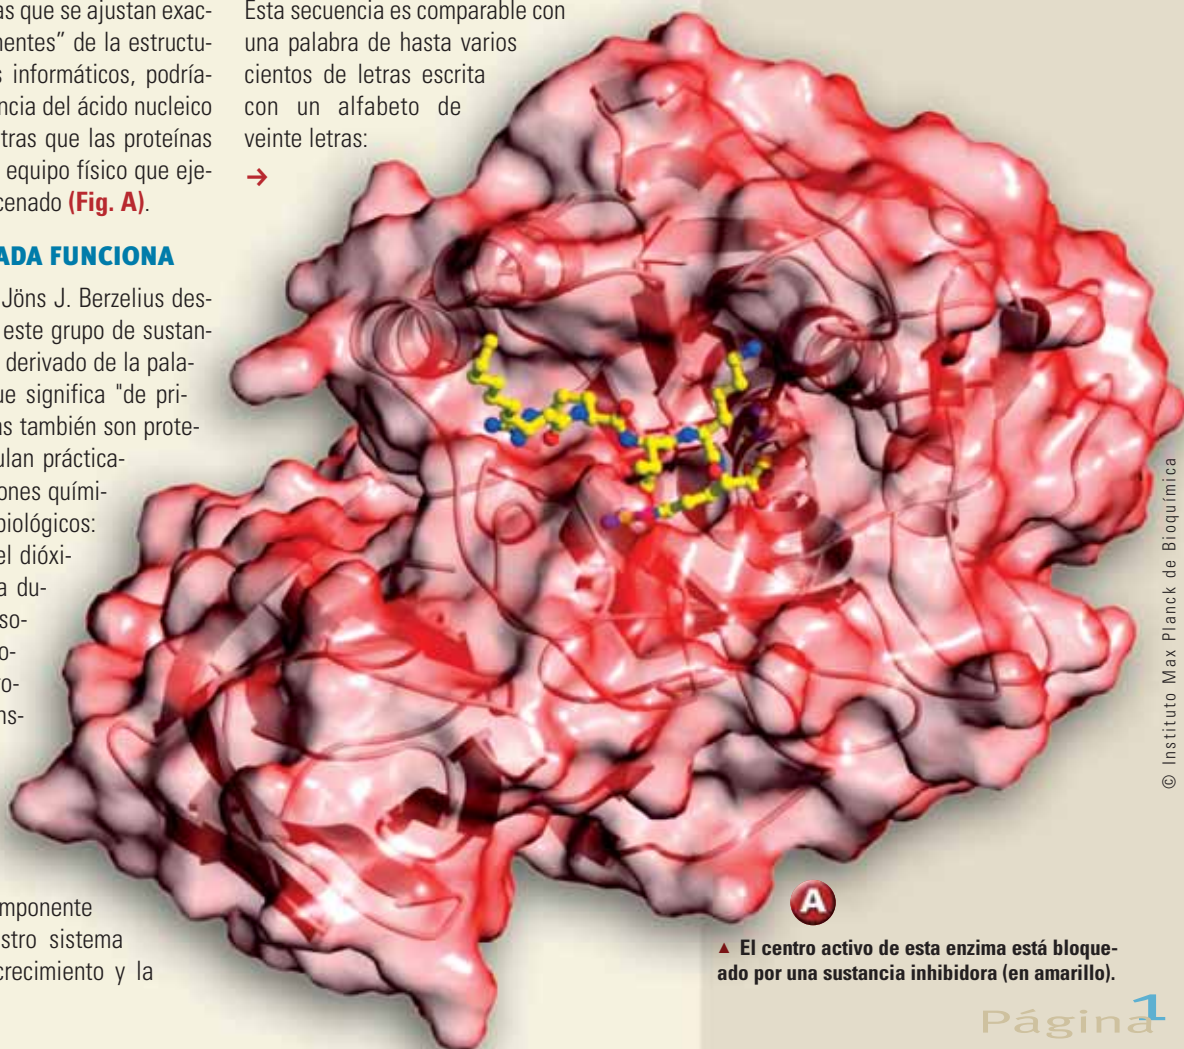 as que se ajustan exac-
nentes” de la estructu-
s informáticos, podría-
ncia del ácido nucleico
tras que las proteínas
equipo físico que eje-
cenado (Fig. A).
ADA FUNCIONA
Jöns J. Berzelius des-
este grupo de sustan-
derivado de la pala-
ue significa "de pri-
as también son prote-
ulan práctica-
ones quími-
biológicos:
el dióxi-
a du-
so-
o-
ro-
ns-
mponente
stro sistema
crecimiento y la
Esta secuencia es comparable con
una palabra de hasta varios
cientos de letras escrita
con un alfabeto de
veinte letras:
→
© Instituto Max Planck de Bioquímica
A
▲ El centro activo de esta enzima está bloque-
ado por una sustancia inhibidora (en amarillo).
Página 1